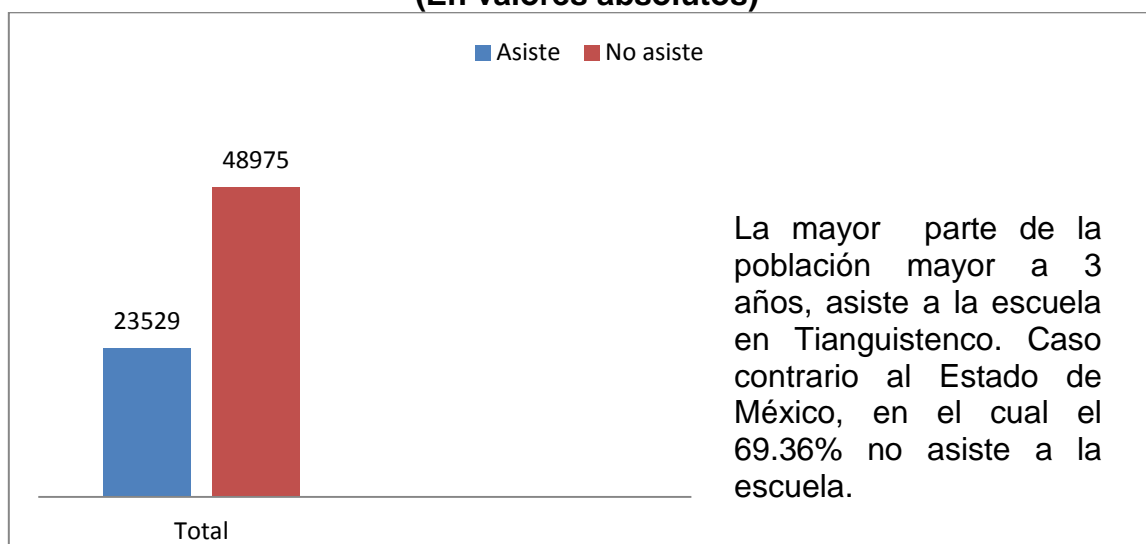 (En valores absolutos)
Asiste No asiste
48975
23529
Total
La mayor parte de la
población mayor a 3
años, asiste a la escuela
en Tianguistenco. Caso
contrario al Estado de
México, en el cual el
69.36% no asiste a la
escuela.